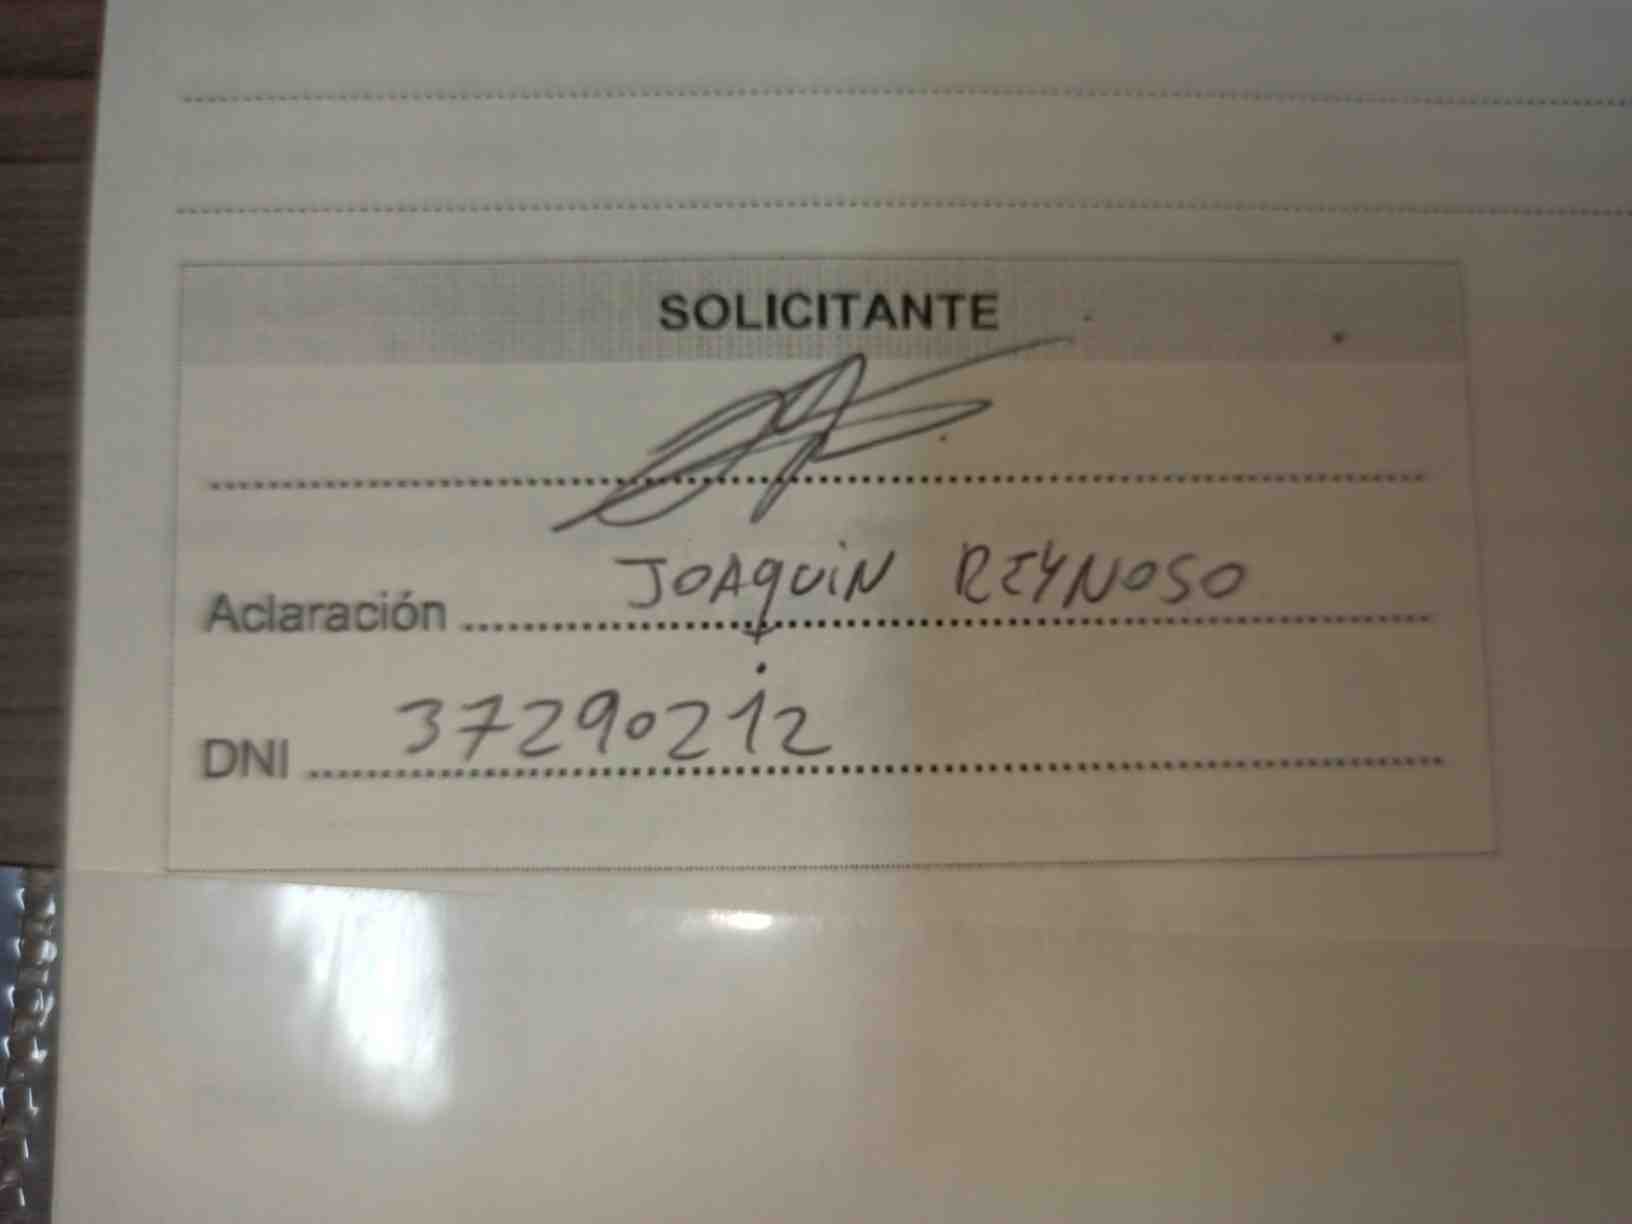 SOLICITANTE
Aclaración JOAQUIN REYNOSO
DNI 37290212